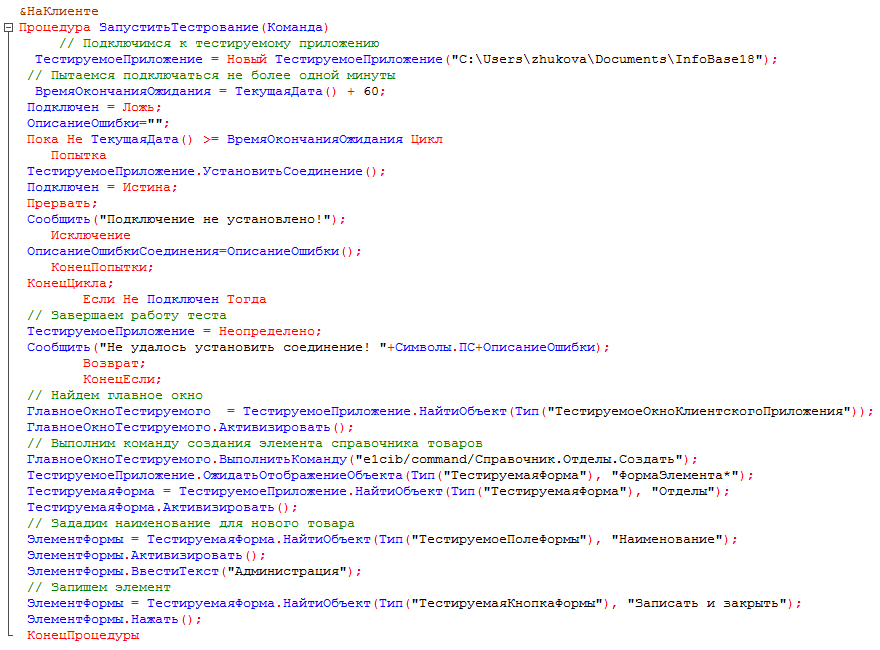 &НаКлиенте
Процедура ЗапуститьТестрование(Команда)
// Подключимся к тестируемому приложению
ТестируемоеПриложение = Новый ТестируемоеПриложение("C:\Users\zhukova\Documents\InfoBase18");
// Пытаемся подключаться не более одной минуты
ВремяОкончанияОжидания = ТекущаяДата() + 60;
Подключен = Ложь;
ОписаниеОшибки="";
Пока Не ТекущаяДата() >= ВремяОкончанияОжидания Цикл
Попытка
ТестируемоеПриложение.УстановитьСоединение();
Подключен = Истина;
Прервать;
Сообщить("Подключение не установлено!");
Исключение
ОписаниеОшибкиСоединения=ОписаниеОшибки();
КонецПопытки;
КонецЦикла;
Если Не Подключен Тогда
// Завершаем работу теста
ТестируемоеПриложение = Неопределено;
Сообщить("Не удалось установить соединение! "+Символы.ПС+ОписаниеОшибки);
Возврат;
КонецЕсли;
// Найдем главное окно
ГлавноеОкноТестируемого  = ТестируемоеПриложение.НайтиОбъект(Тип("ТестируемоеОкноКлиентскогоПриложения"));
ГлавноеОкноТестируемого.Активизировать();
// Выполним команду создания элемента справочника товаров
ГлавноеОкноТестируемого.ВыполнитьКоманду("e1cib/command/Справочник.Отделы.Создать");
ТестируемоеПриложение.ОжидатьОтображениеОбъекта(Тип("ТестируемаяФорма"), "ФормаЭлемента*");
ТестируемаяФорма = ТестируемоеПриложение.НайтиОбъект(Тип("ТестируемаяФорма"), "Отделы");
ТестируемаяФорма.Активизировать();
// Зададим наименование для нового товара
ЭлементФормы = ТестируемаяФорма.НайтиОбъект(Тип("ТестируемоеПолеФормы"), "Наименование");
ЭлементФормы.Активизировать();
ЭлементФормы.ВвестиТекст("Администрация");
// Запишем элемент
ЭлементФормы = ТестируемаяФорма.НайтиОбъект(Тип("ТестируемаяКнопкаФормы"), "Записать и закрыть");
ЭлементФормы.Нажать();
КонецПроцедуры